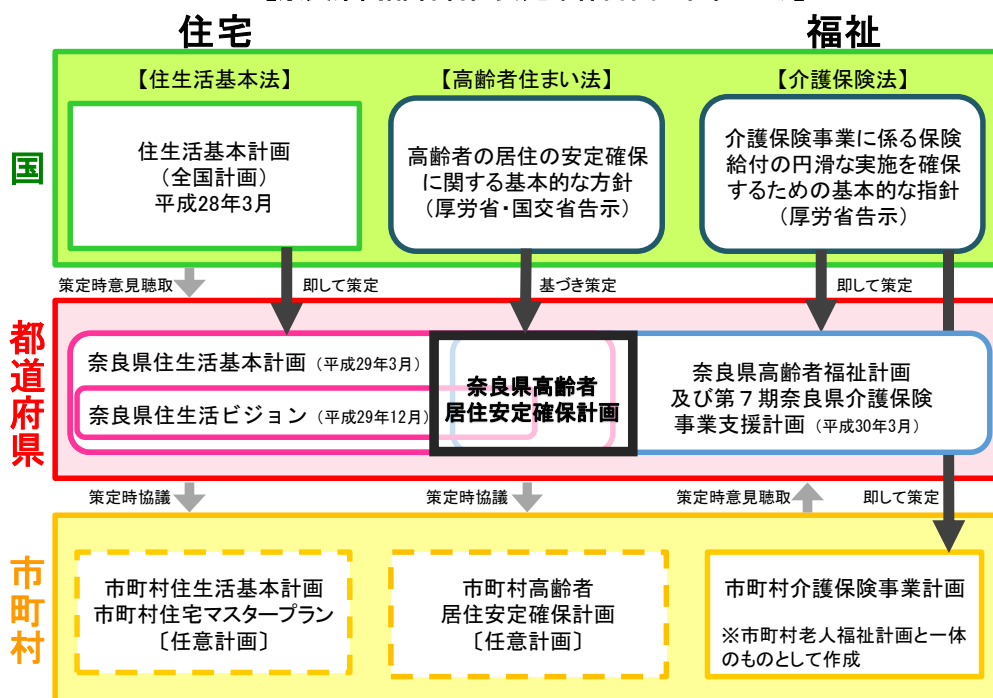 住宅
福祉
国
【住生活基本法】
【高齢者住まい法】
【介護保険法】
住生活基本計画
(全国計画)
平成28年3月
高齢者の居住の安定確保
に関する基本的な方針
(厚労省・国交省告示)
介護保険事業に係る保険
給付の円滑な実施を確保
するための基本的な指針
(厚労省告示)
策定時意見聴取
即して策定
基づき策定
即して策定
都道府県
奈良県住生活基本計画 (平成29年3月)
奈良県住生活ビジョン (平成29年12月)
奈良県高齢者
居住安定確保計画
奈良県高齢者福祉計画
及び第7期奈良県介護保険
事業支援計画 (平成30年3月)
策定時協議
策定時協議
策定時意見聴取
即して策定
市町村
市町村住生活基本計画
市町村住宅マスタープラン
〔任意計画〕
市町村高齢者
居住安定確保計画
〔任意計画〕
市町村介護保険事業計画
※市町村老人福祉計画と一体
のものとして作成